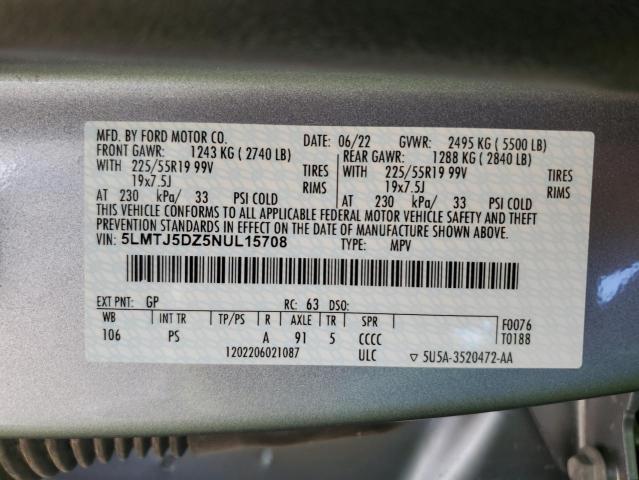 MFD. BY FORD MOTOR CO. DATE: 06/22 GVWR: 2495 KG ( 5500 LB)
FRONT GAWR: 1243 KG ( 2740 LB) REAR GAWR: 1288 KG ( 2840 LB)
WITH 225/55R19 99V TIRES WITH 225/55R19 99V TIRES
19x7.5J RIMS 19x7.5J RIMS
AT 230 kPa/ 33 PSI COLD AT 230 kPa/ 33 PSI COLD
THIS VEHICLE CONFORMS TO ALL APPLICABLE FEDERAL MOTOR VEHICLE SAFETY AND THEFT
PREVENTION STANDARDS IN EFFECT ON THE DATE OF MANUFACTURE SHOWN ABOVE.
VIN: 5LMTJ5DZ5NUL15708 TYPE: MPV
EXT PNT: GP RC: 63 DSO:
WB INT TR TP/PS R AXLE TR SPR F0076
106 PS A 91 5 CCCC T0188
1202206021087 ULC ▽ 5U5A-3520472-AA